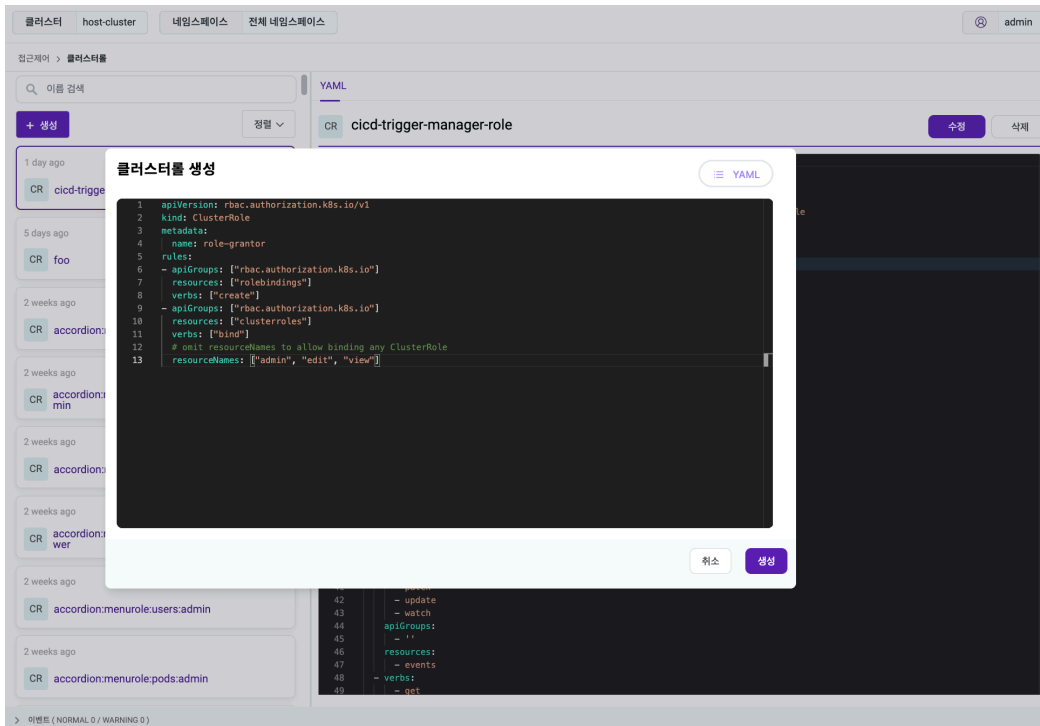 클러스터 host-cluster 네임스페이스 전체 네임스페이스 admin
접근제어 > 클러스터롤
이름 검색
YAML
+ 생성
정렬
CR cicd-trigger-manager-role
수정
삭제
1 day ago
CR cicd-trigge
5 days ago
CR foo
2 weeks ago
CR accordion:
2 weeks ago
CR accordion:
min
2 weeks ago
CR accordion:
2 weeks ago
CR accordion:
wer
2 weeks ago
CR accordion:menurole:users:admin
2 weeks ago
CR accordion:menurole:pods:admin
클러스터롤 생성
YAML
1 apiVersion: rbac.authorization.k8s.io/v1
2 kind: ClusterRole
3 metadata:
4 name: role-grantor
5 rules:
6 - apiGroups: ["rbac.authorization.k8s.io"]
7 resources: ["rolebindings"]
8 verbs: ["create"]
9 - apiGroups: ["rbac.authorization.k8s.io"]
10 resources: ["clusterroles"]
11 verbs: ["bind"]
12 # omit resourceNames to allow binding any ClusterRole
13 resourceNames: ["admin", "edit", "view"]
취소
생성
le
42 - update
43 - watch
44 apiGroups:
45 - ''
46 resources:
47 - events
48 - verbs:
49 - get
> 이벤트 ( NORMAL 0 / WARNING 0 )